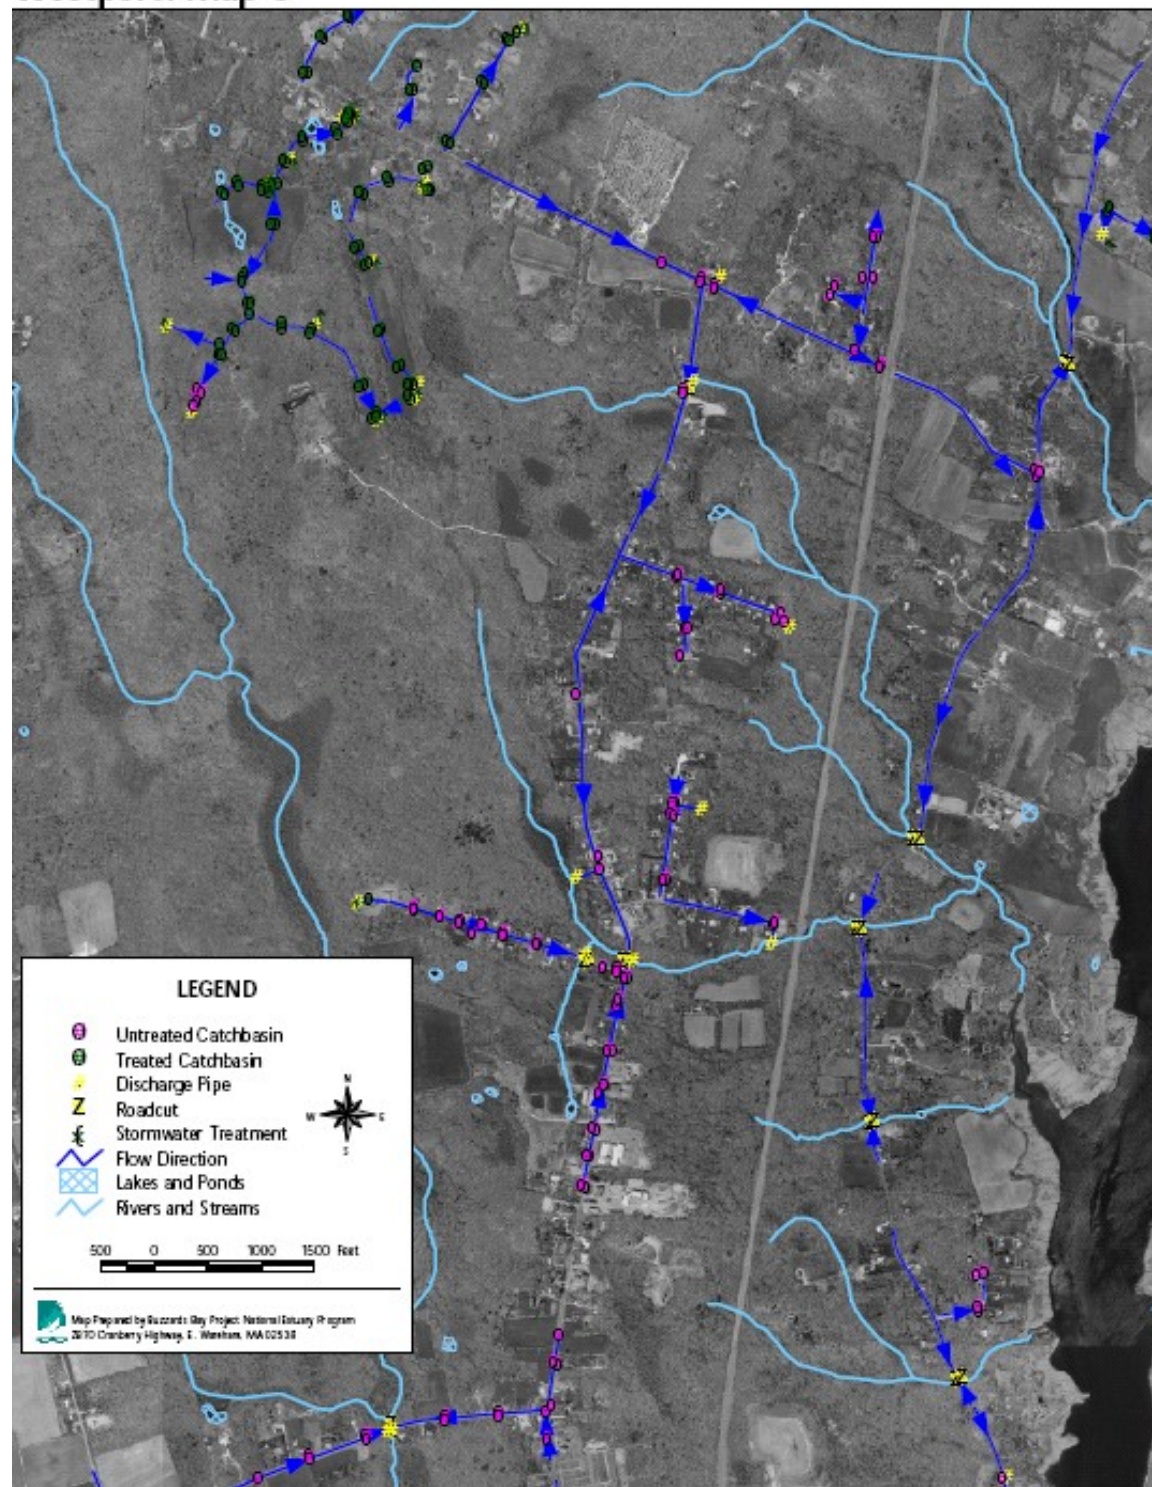 LEGEND
Untreated Catchbasin
Treated Catchbasin
Discharge Pipe
Roadcut
Stormwater Treatment
Flow Direction
Lakes and Ponds
Rivers and Streams
N
W E
S
500 0 500 1000 1500 Feet
Map Prepared by Buzzards Bay Project National Estuary Program
2870 Cranberry Highway, E. Wareham, MA 02538